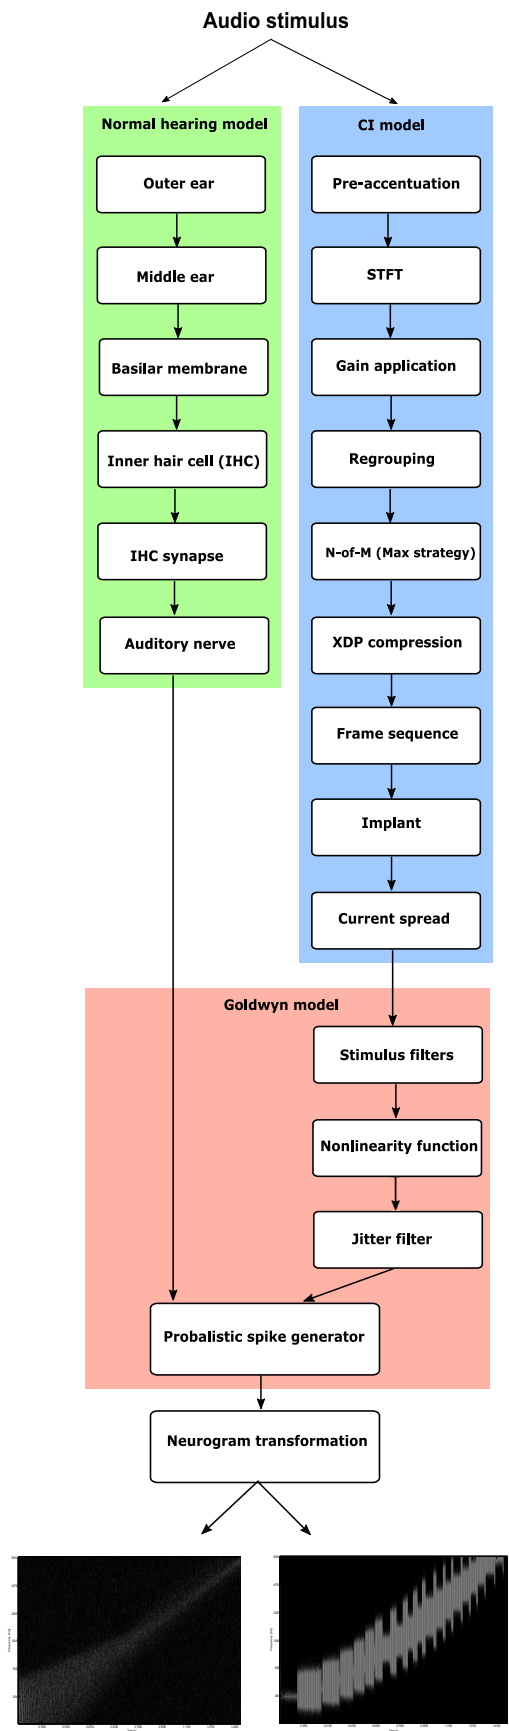 Audio stimulus
Normal hearing model
Outer ear
Middle ear
Basilar membrane
Inner hair cell (IHC)
IHC synapse
Auditory nerve
CI model
Pre-accentuation
STFT
Gain application
Regrouping
N-of-M (Max strategy)
XDP compression
Frame sequence
Implant
Current spread
Goldwyn model
Stimulus filters
Nonlinearity function
Jitter filter
Probalistic spike generator
Neurogram transformation